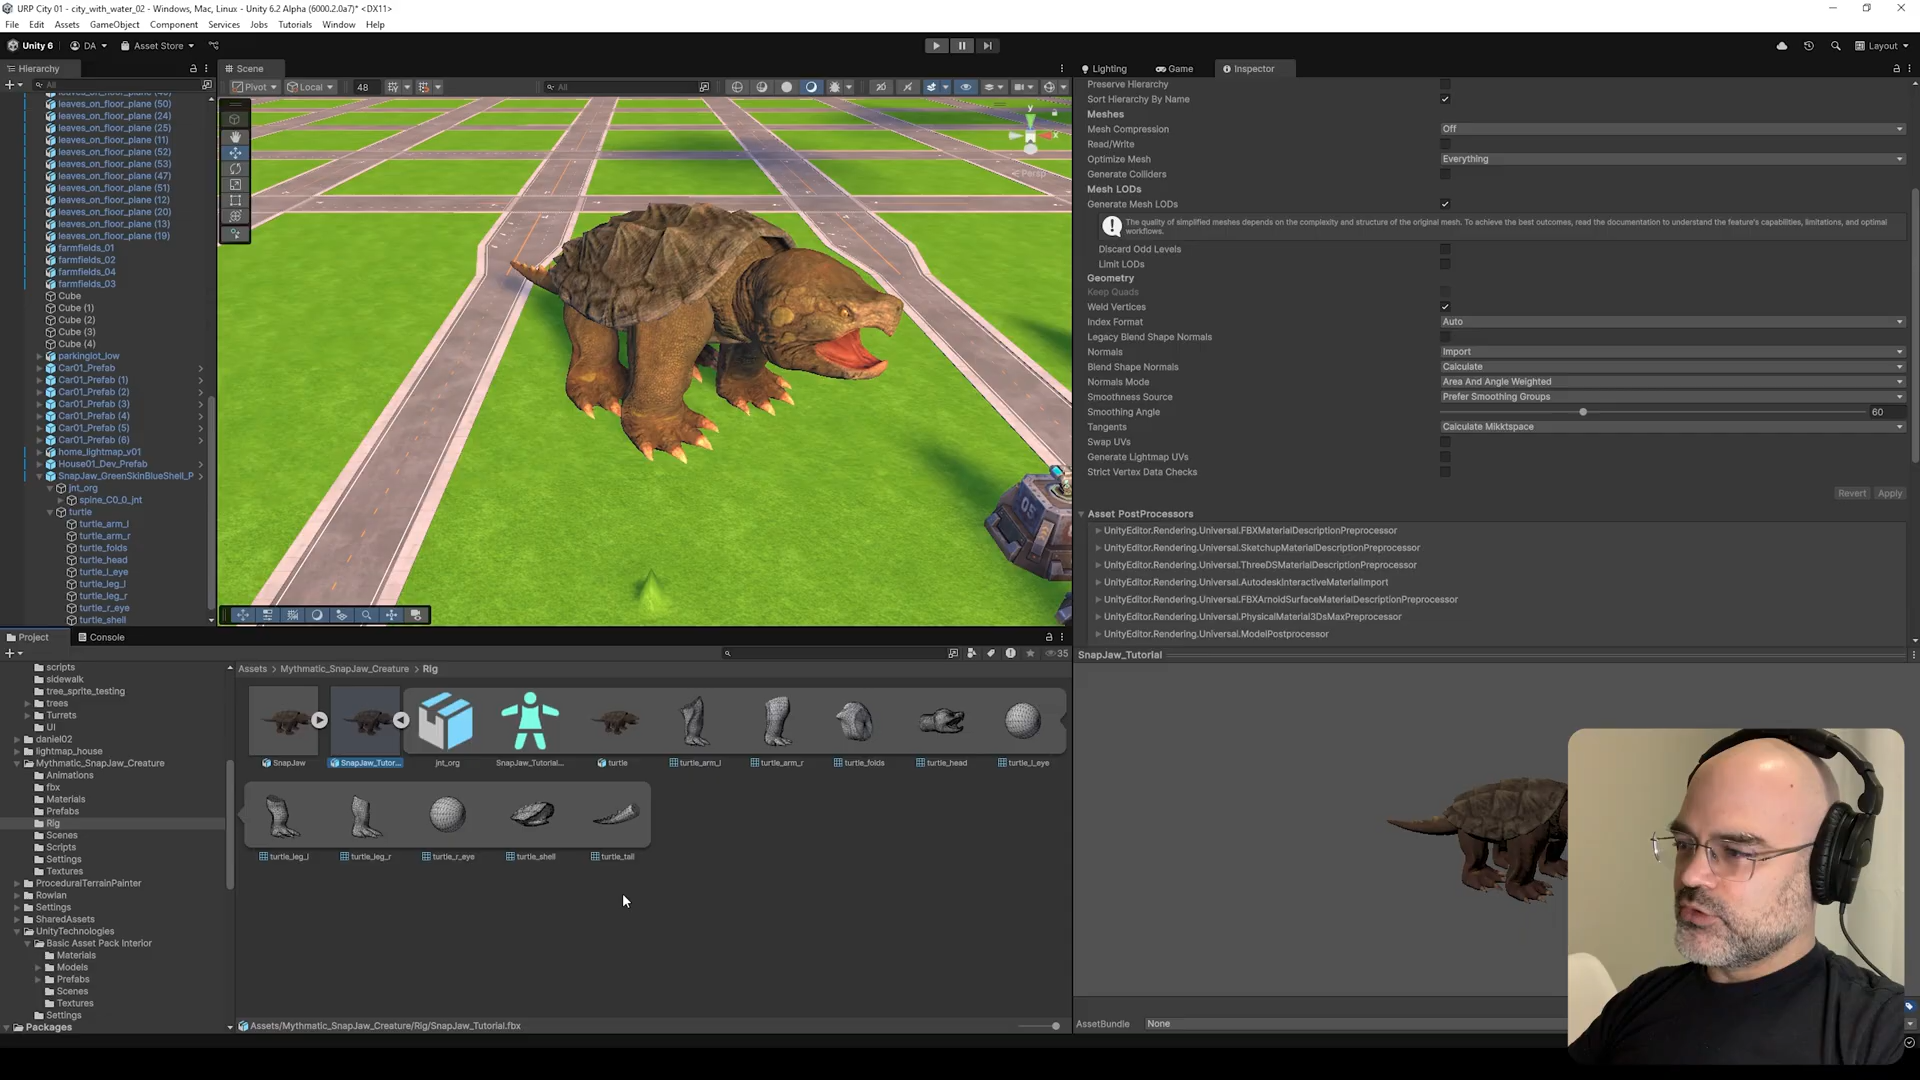 URP City 01 - city_with_water_02 - Windows, Mac, Linux - Unity 6.2 Alpha (6000.2.0a7)* <DX11>
File Edit Assets GameObject Component Services Jobs Tutorials Window Help
Unity 6 DA Asset Store Layout
Hierarchy
All
leaves_on_floor_plane (50)
leaves_on_floor_plane (24)
leaves_on_floor_plane (25)
leaves_on_floor_plane (11)
leaves_on_floor_plane (52)
leaves_on_floor_plane (53)
leaves_on_floor_plane (47)
leaves_on_floor_plane (51)
leaves_on_floor_plane (12)
leaves_on_floor_plane (20)
leaves_on_floor_plane (13)
leaves_on_floor_plane (19)
farmfields_01
farmfields_02
farmfields_04
farmfields_03
Cube
Cube (1)
Cube (2)
Cube (3)
Cube (4)
parkinglot_low
Car01_Prefab
Car01_Prefab (1)
Car01_Prefab (2)
Car01_Prefab (3)
Car01_Prefab (4)
Car01_Prefab (5)
Car01_Prefab (6)
home_lightmap_v01
House01_Dev_Prefab
SnapJaw_GreenSkinBlueShell_P
jnt_org
spine_C0_0_jnt
turtle
turtle_arm_l
turtle_arm_r
turtle_folds
turtle_head
turtle_l_eye
turtle_leg_l
turtle_leg_r
turtle_r_eye
turtle_shell
Scene
Pivot Local 48
All
y
x
Persp
05
Lighting Game Inspector
Preserve Hierarchy
Sort Hierarchy By Name
Meshes
Mesh Compression Off
Read/Write
Optimize Mesh Everything
Generate Colliders
Mesh LODs
Generate Mesh LODs
The quality of simplified meshes depends on the complexity and structure of the original mesh. To achieve the best outcomes, read the documentation to understand the feature's capabilities, limitations, and optimal
workflows.
Discard Odd Levels
Limit LODs
Geometry
Keep Quads
Weld Vertices
Index Format Auto
Legacy Blend Shape Normals
Normals Import
Blend Shape Normals Calculate
Normals Mode Area And Angle Weighted
Smoothness Source Prefer Smoothing Groups
Smoothing Angle 60
Tangents Calculate Mikktspace
Swap UVs
Generate Lightmap UVs
Strict Vertex Data Checks
Revert Apply
Asset PostProcessors
UnityEditor.Rendering.Universal.FBXMaterialDescriptionPreprocessor
UnityEditor.Rendering.Universal.SketchupMaterialDescriptionPreprocessor
UnityEditor.Rendering.Universal.ThreeDSMaterialDescriptionPreprocessor
UnityEditor.Rendering.Universal.AutodeskInteractiveMaterialImport
UnityEditor.Rendering.Universal.FBXArnoldSurfaceMaterialDescriptionPreprocessor
UnityEditor.Rendering.Universal.PhysicalMaterial3DsMaxPreprocessor
UnityEditor.Rendering.Universal.ModelPostprocessor
SnapJaw_Tutorial
AssetBundle None
Project Console
35
scripts
sidewalk
tree_sprite_testing
trees
Turrets
UI
daniel02
lightmap_house
Mythmatic_SnapJaw_Creature
Animations
fbx
Materials
Prefabs
Rig
Scenes
Scripts
Settings
Textures
ProceduralTerrainPainter
Rowlan
Settings
SharedAssets
UnityTechnologies
Basic Asset Pack Interior
Materials
Models
Prefabs
Scenes
Textures
Settings
Packages
Assets > Mythmatic_SnapJaw_Creature > Rig
SnapJaw SnapJaw_Tutor... jnt_org SnapJaw_Tutorial... turtle turtle_arm_l turtle_arm_r turtle_folds turtle_head turtle_l_eye
turtle_leg_l turtle_leg_r turtle_r_eye turtle_shell turtle_tail
Assets/Mythmatic_SnapJaw_Creature/Rig/SnapJaw_Tutorial.fbx